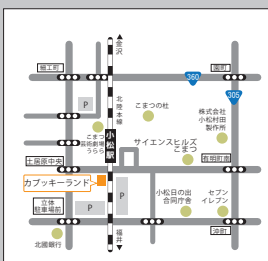 金沢
細工町
園町
360
305
P
北陸本線
こまつの杜
株式会社
小松村田
製作所
こまつ
芸術劇場
うらら
小松駅
サイエンスヒルズ
こまつ
土居原中央
有明町南
カブッキーランド
立体
駐車場前
P
P
小松日の出
合同庁舎
セブン
イレブン
沖町
北國銀行
福井